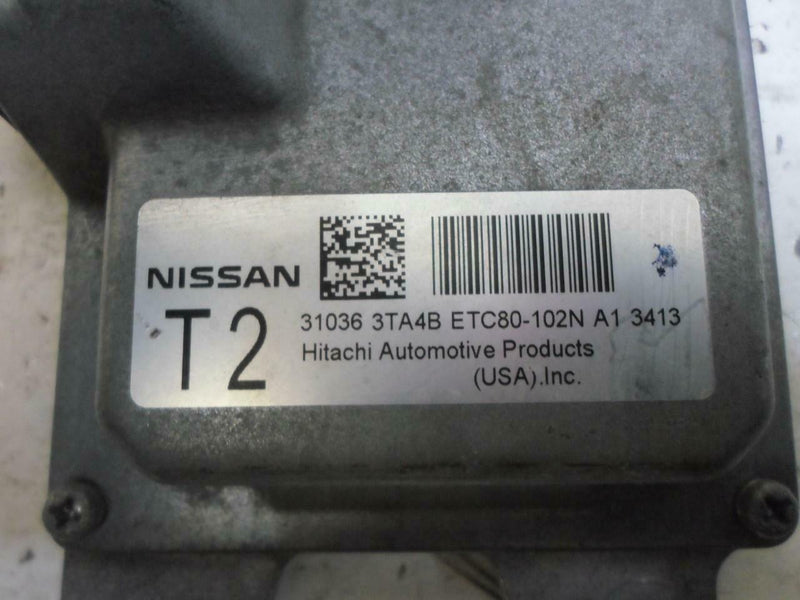 NISSAN
T2
31036 3TA4B ETC80-102N A1 3413
Hitachi Automotive Products
(USA).Inc.